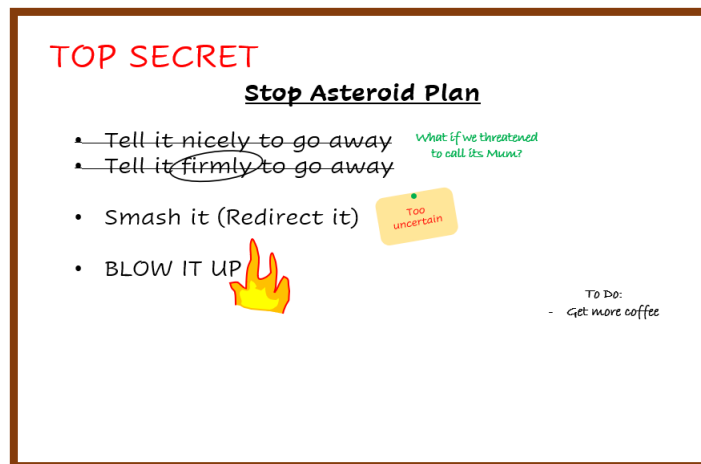 TOP SECRET
Stop Asteroid Plan
• Tell it nicely to go away
• Tell it firmly to go away
What if we threatened
to call its Mum?
• Smash it (Redirect it)
Too
uncertain
• BLOW IT UP
To Do:
- Get more coffee